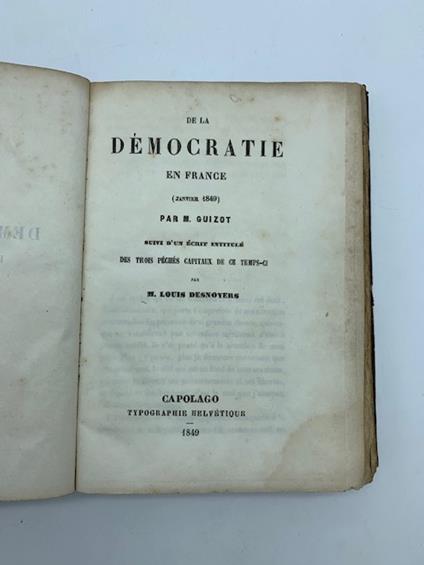 DE LA
DÉMOCRATIE
EN FRANCE
(JANVIER 1849)
PAR M. GUIZOT
SUIVI D'UN ÉCRIT INTITULÉ
DES TROIS PÉCHÉS CAPITAUX DE CE TEMPS-CI
PAR
M. LOUIS DESNOYERS
CAPOLAGO
TYPOGRAPHIE HELVÉTIQUE
1849